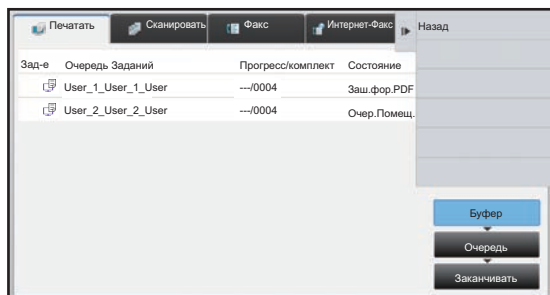 Печатать Сканировать Факс Интернет-Факс Назад
Зад-е Очередь Заданий Прогресс/комплект Состояние
User_1_User_1_User ---/0004 Заш.фор.PDF
User_2_User_2_User ---/0004 Очер.Помещ.
Буфер
Очередь
Заканчивать